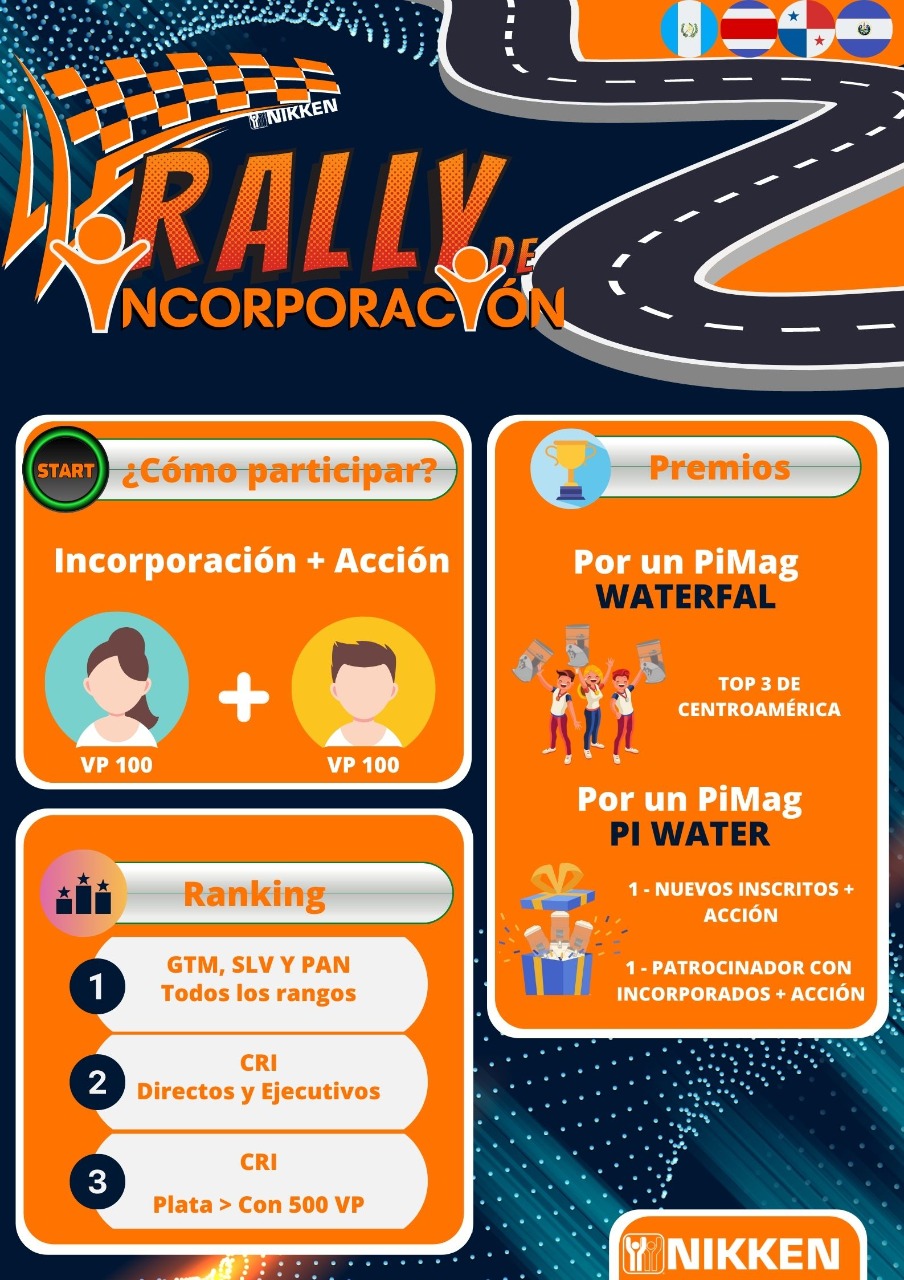 NIKKEN
RALLY
DE
INCORPORACIÓN
START
¿Cómo participar?
Incorporación + Acción
VP 100
VP 100
Ranking
1
GTM, SLV Y PAN
Todos los rangos
2
CRI
Directos y Ejecutivos
3
CRI
Plata > Con 500 VP
Premios
Por un PiMag
WATERFAL
TOP 3 DE
CENTROAMÉRICA
Por un PiMag
PI WATER
1 - NUEVOS INSCRITOS +
ACCIÓN
1 - PATROCINADOR CON
INCORPORADOS + ACCIÓN
NIKKEN